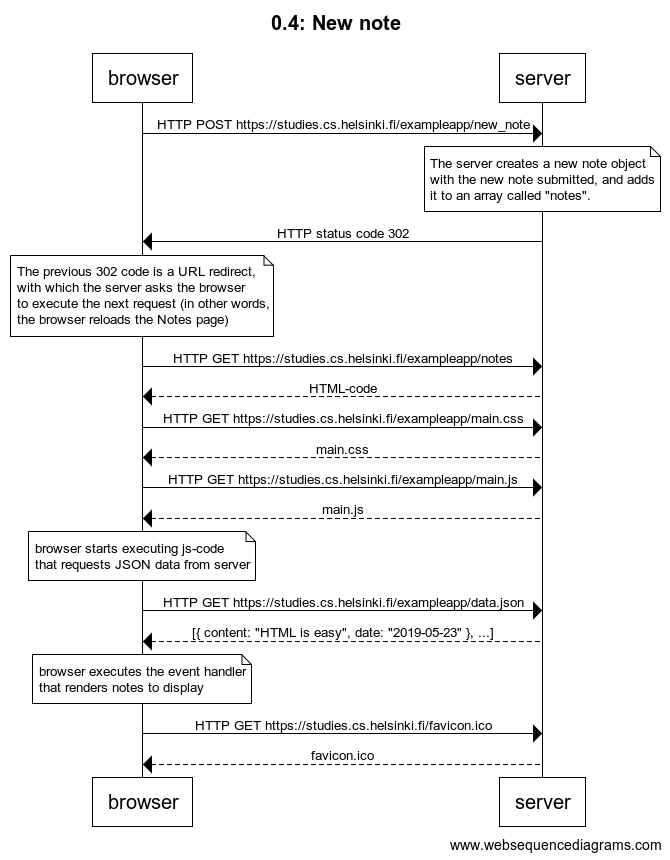 0.4: New note
browser
server
HTTP POST https://studies.cs.helsinki.fi/exampleapp/new_note
The server creates a new note object
with the new note submitted, and adds
it to an array called "notes".
HTTP status code 302
The previous 302 code is a URL redirect,
with which the server asks the browser
to execute the next request (in other words,
the browser reloads the Notes page)
HTTP GET https://studies.cs.helsinki.fi/exampleapp/notes
HTML-code
HTTP GET https://studies.cs.helsinki.fi/exampleapp/main.css
main.css
HTTP GET https://studies.cs.helsinki.fi/exampleapp/main.js
main.js
browser starts executing js-code
that requests JSON data from server
HTTP GET https://studies.cs.helsinki.fi/exampleapp/data.json
[{ content: "HTML is easy", date: "2019-05-23" }, ...]
browser executes the event handler
that renders notes to display
HTTP GET https://studies.cs.helsinki.fi/favicon.ico
favicon.ico
browser
server
www.websequencediagrams.com